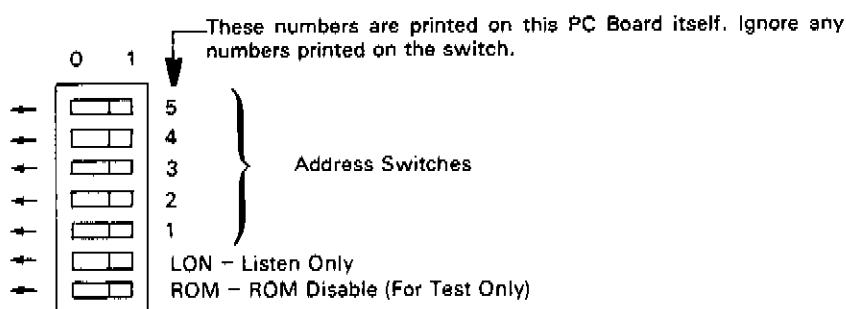 These numbers are printed on this PC Board itself. Ignore any
numbers printed on the switch.
0 1
5
4
3
Address Switches
2
1
LON – Listen Only
ROM – ROM Disable (For Test Only)